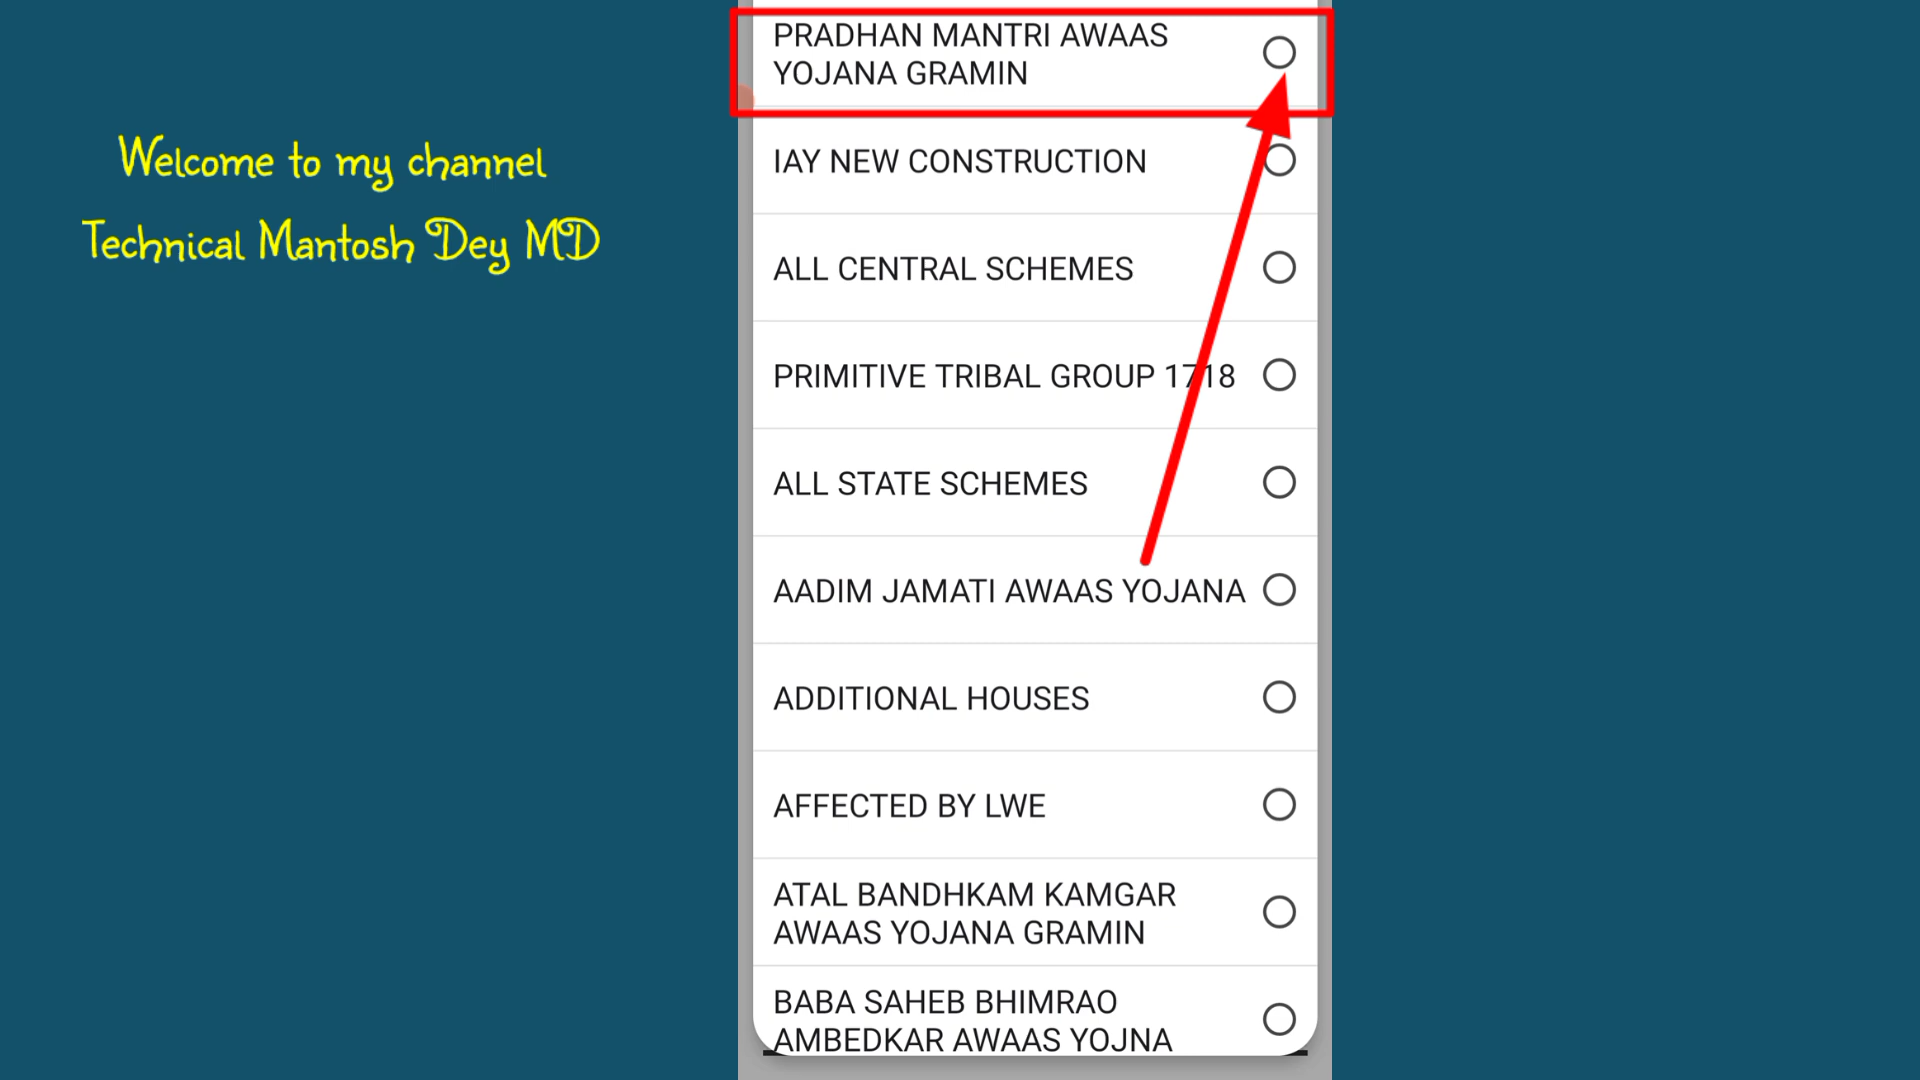 Welcome to my channel
Technical Mantosh Dey MD
PRADHAN MANTRI AWAAS
YOJANA GRAMIN
IAY NEW CONSTRUCTION
ALL CENTRAL SCHEMES
PRIMITIVE TRIBAL GROUP 1718
ALL STATE SCHEMES
AADIM JAMATI AWAAS YOJANA
ADDITIONAL HOUSES
AFFECTED BY LWE
ATAL BANDHKAM KAMGAR
AWAAS YOJANA GRAMIN
BABA SAHEB BHIMRAO
AMBEDKAR AWAAS YOJNA